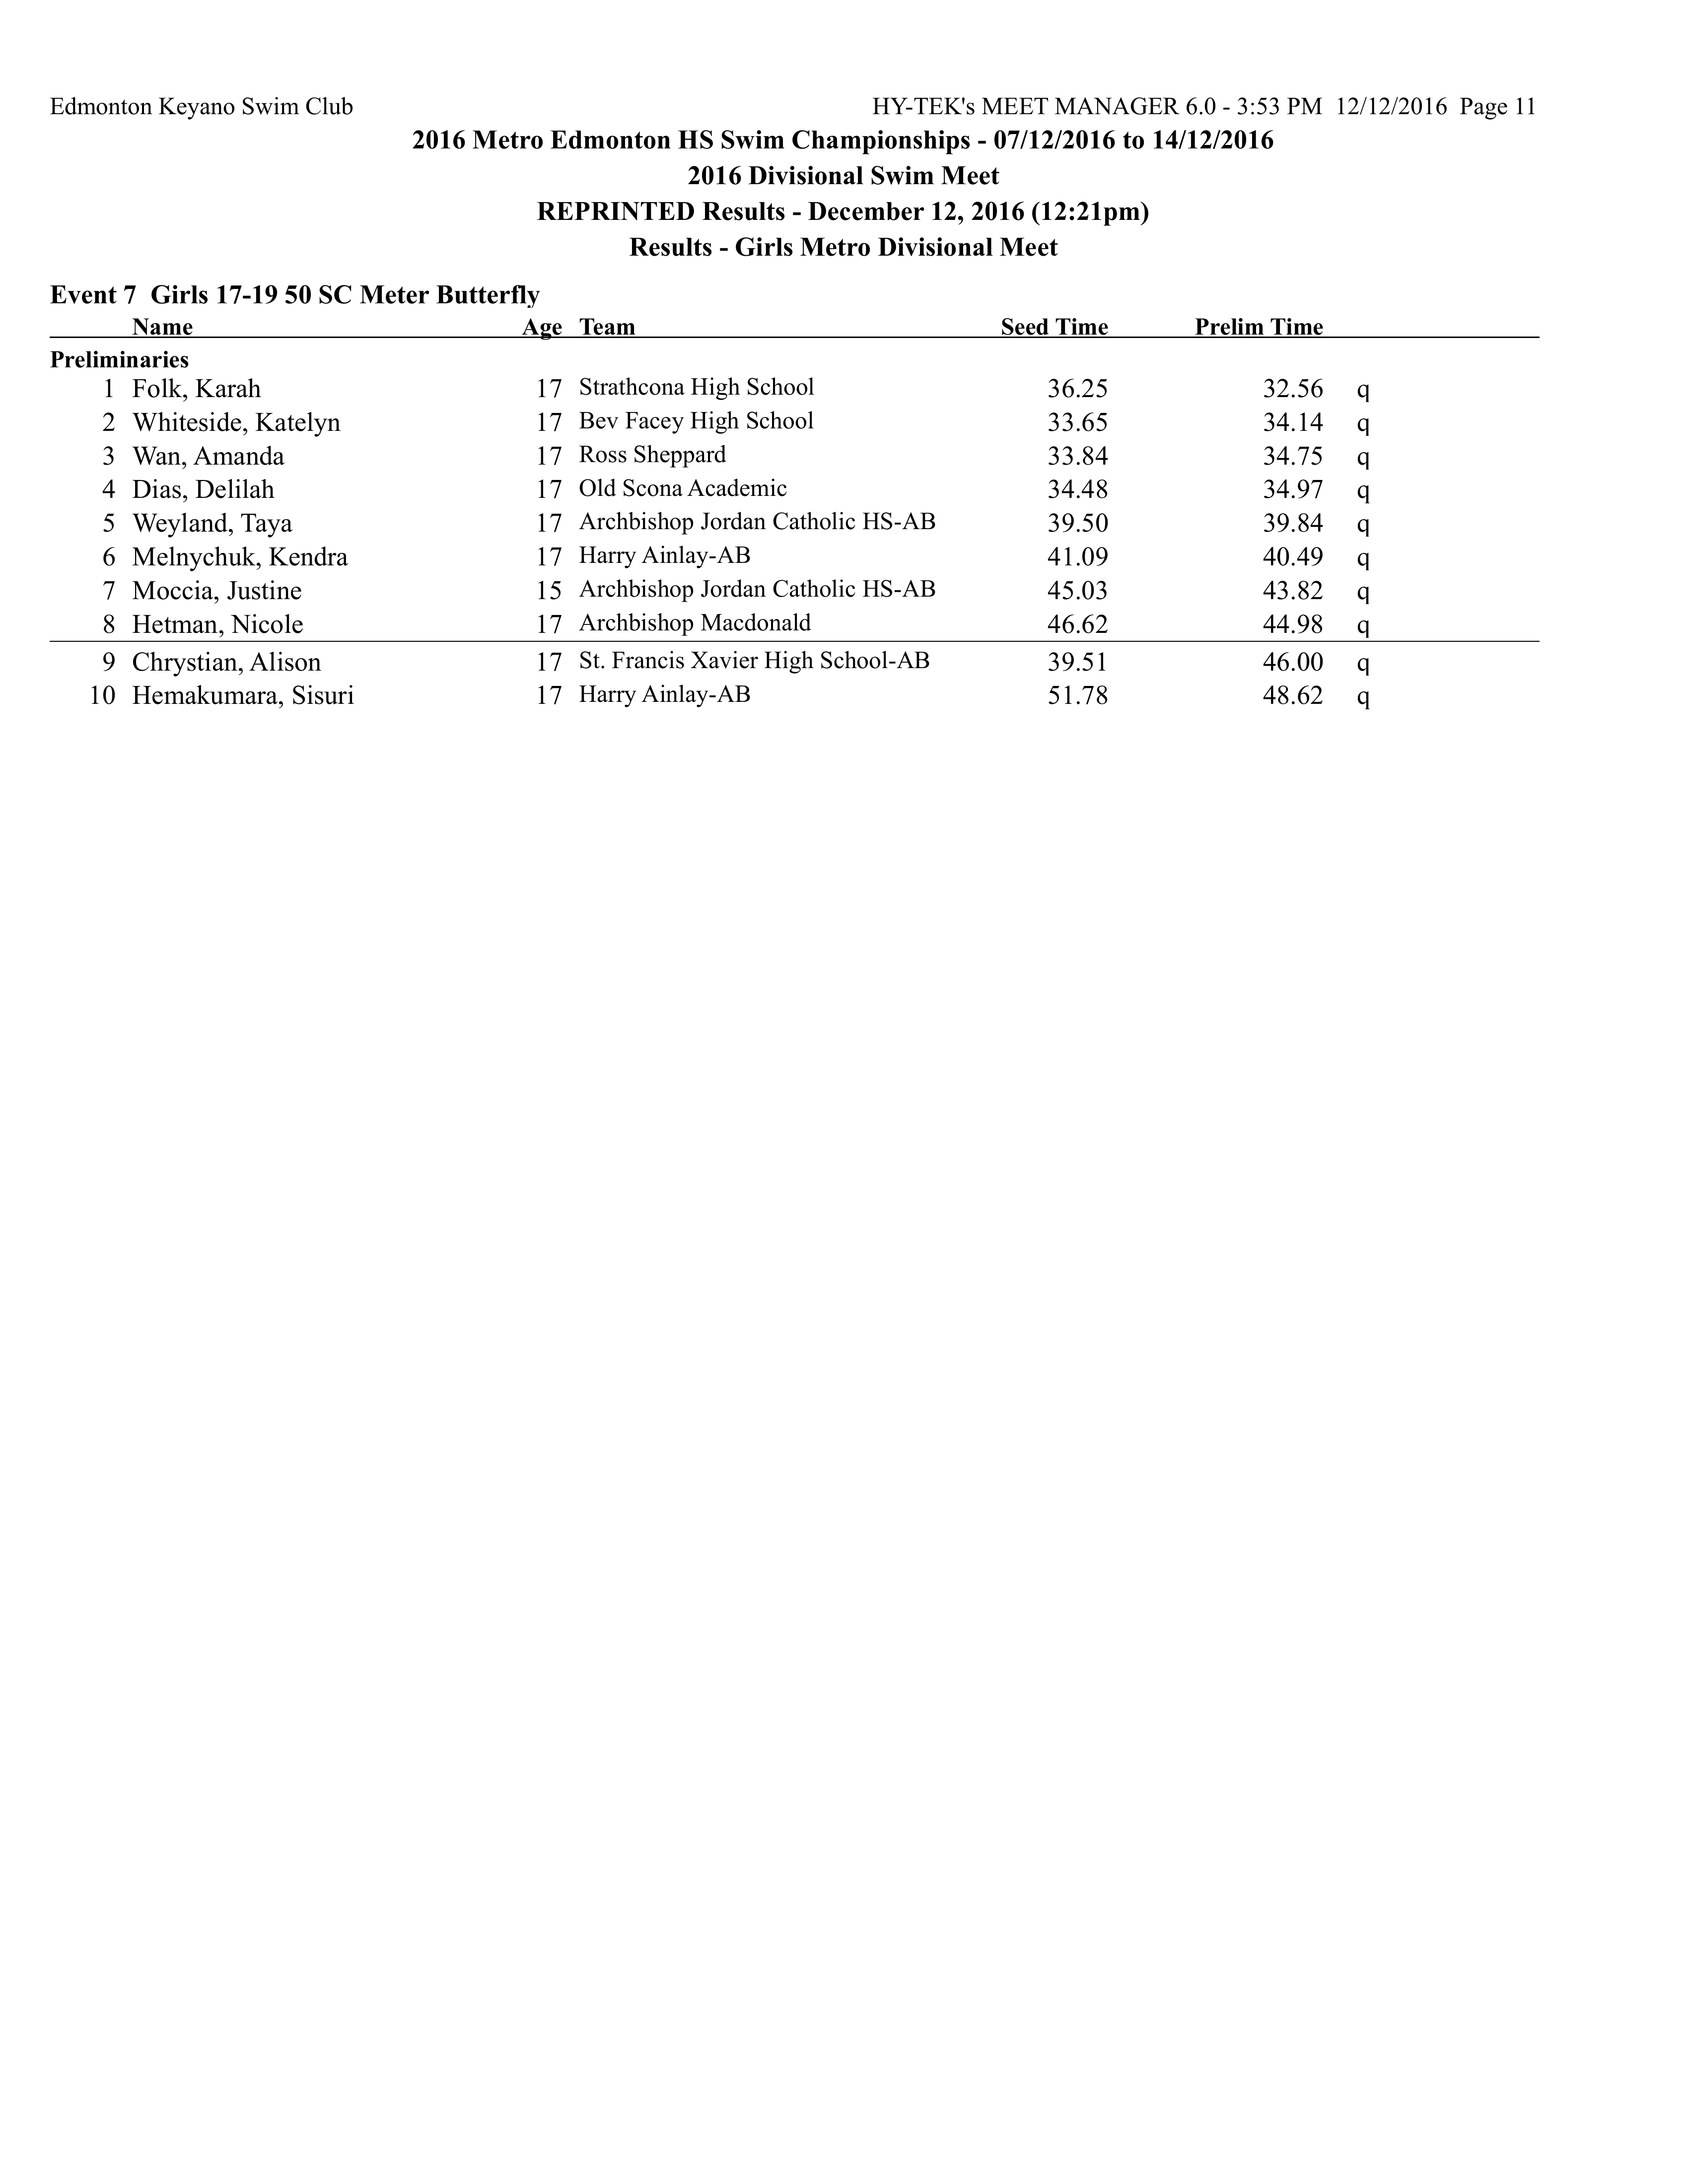 Edmonton Keyano Swim Club HY-TEK's MEET MANAGER 6.0 - 3:53 PM 12/12/2016 Page 11
2016 Metro Edmonton HS Swim Championships - 07/12/2016 to 14/12/2016
2016 Divisional Swim Meet
REPRINTED Results - December 12, 2016 (12:21pm)
Results - Girls Metro Divisional Meet
Event 7 Girls 17-19 50 SC Meter Butterfly
Name Age Team Seed Time Prelim Time
Preliminaries
1 Folk, Karah 17 Strathcona High School 36.25 32.56 q
2 Whiteside, Katelyn 17 Bev Facey High School 33.65 34.14 q
3 Wan, Amanda 17 Ross Sheppard 33.84 34.75 q
4 Dias, Delilah 17 Old Scona Academic 34.48 34.97 q
5 Weyland, Taya 17 Archbishop Jordan Catholic HS-AB 39.50 39.84 q
6 Melnychuk, Kendra 17 Harry Ainlay-AB 41.09 40.49 q
7 Moccia, Justine 15 Archbishop Jordan Catholic HS-AB 45.03 43.82 q
8 Hetman, Nicole 17 Archbishop Macdonald 46.62 44.98 q
9 Chrystian, Alison 17 St. Francis Xavier High School-AB 39.51 46.00 q
10 Hemakumara, Sisuri 17 Harry Ainlay-AB 51.78 48.62 q